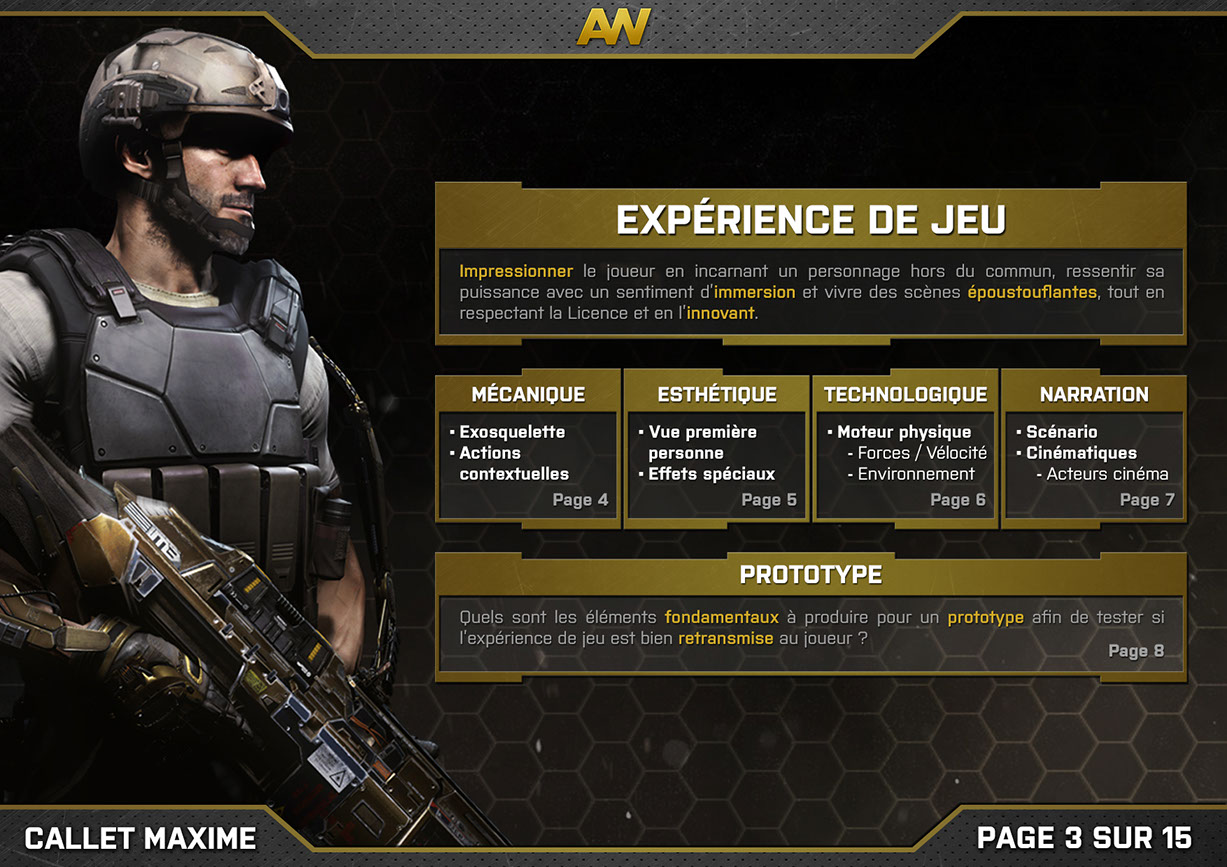 AW
EXPÉRIENCE DE JEU
Impressionner le joueur en incarnant un personnage hors du commun, ressentir sa
puissance avec un sentiment d'immersion et vivre des scènes époustouflantes, tout en
respectant la Licence et en l'innovant.
MÉCANIQUE
▪ Exosquelette
▪ Actions
contextuelles
Page 4
ESTHÉTIQUE
▪ Vue première
personne
▪ Effets spéciaux
Page 5
TECHNOLOGIQUE
▪ Moteur physique
- Forces / Vélocité
- Environnement
Page 6
NARRATION
▪ Scénario
▪ Cinématiques
- Acteurs cinéma
Page 7
PROTOTYPE
Quels sont les éléments fondamentaux à produire pour un prototype afin de tester si
l'expérience de jeu est bien retransmise au joueur ?
Page 8
CALLET MAXIME
PAGE 3 SUR 15